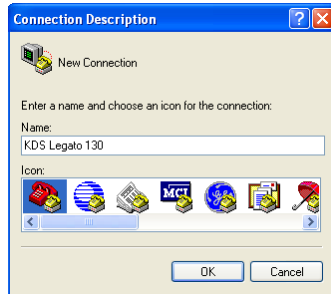 Connection Description
New Connection
Enter a name and choose an icon for the connection:
Name:
KDS Legato 130
Icon:
MCI
OK
Cancel